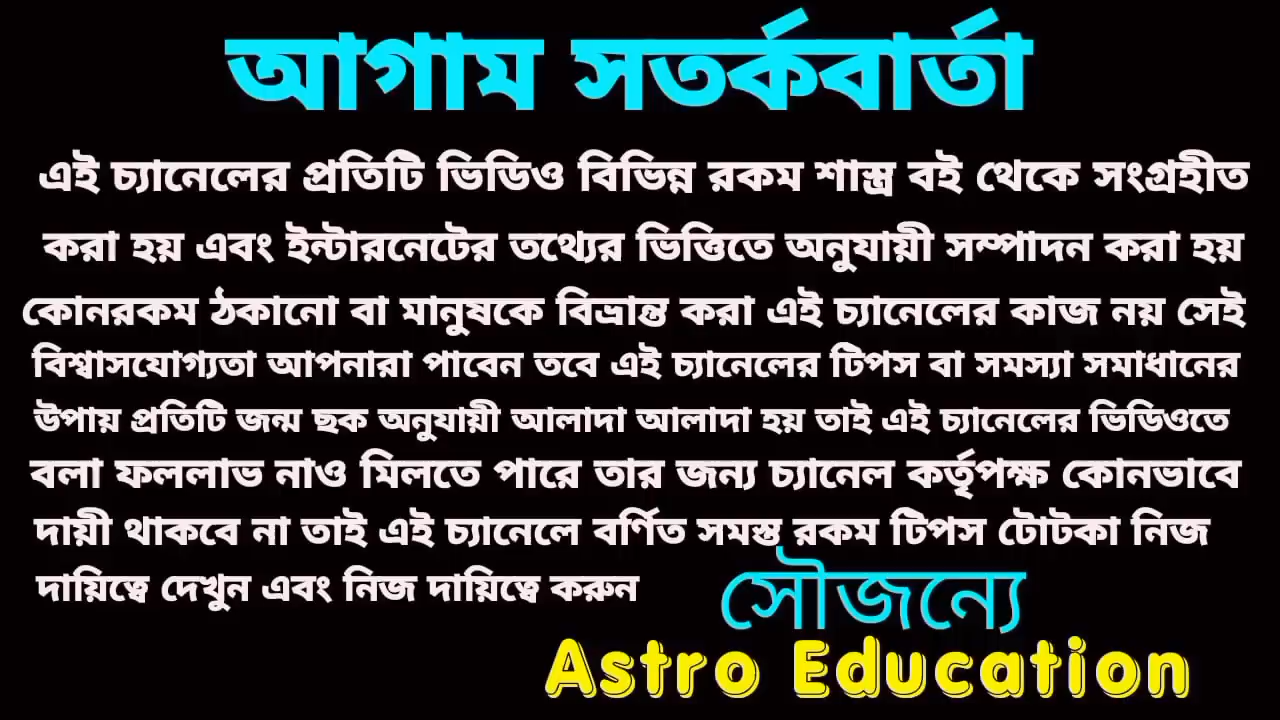 আগাম সতর্কবার্তা
এই চ্যানেলের প্রতিটি ভিডিও বিভিন্ন রকম শাস্ত্র বই থেকে সংগ্রহীত
করা হয় এবং ইন্টারনেটের তথ্যের ভিত্তিতে অনুযায়ী সম্পাদন করা হয়
কোনরকম ঠকানো বা মানুষকে বিভ্রান্ত করা এই চ্যানেলের কাজ নয় সেই
বিশ্বাসযোগ্যতা আপনারা পাবেন তবে এই চ্যানেলের টিপস বা সমস্যা সমাধানের
উপায় প্রতিটি জন্ম ছক অনুযায়ী আলাদা আলাদা হয় তাই এই চ্যানেলের ভিডিওতে
বলা ফললাভ নাও মিলতে পারে তার জন্য চ্যানেল কর্তৃপক্ষ কোনভাবে
দায়ী থাকবে না তাই এই চ্যানেলে বর্ণিত সমস্ত রকম টিপস টোটকা নিজ
দায়িত্বে দেখুন এবং নিজ দায়িত্বে করুন
সৌজন্যে
Astro Education